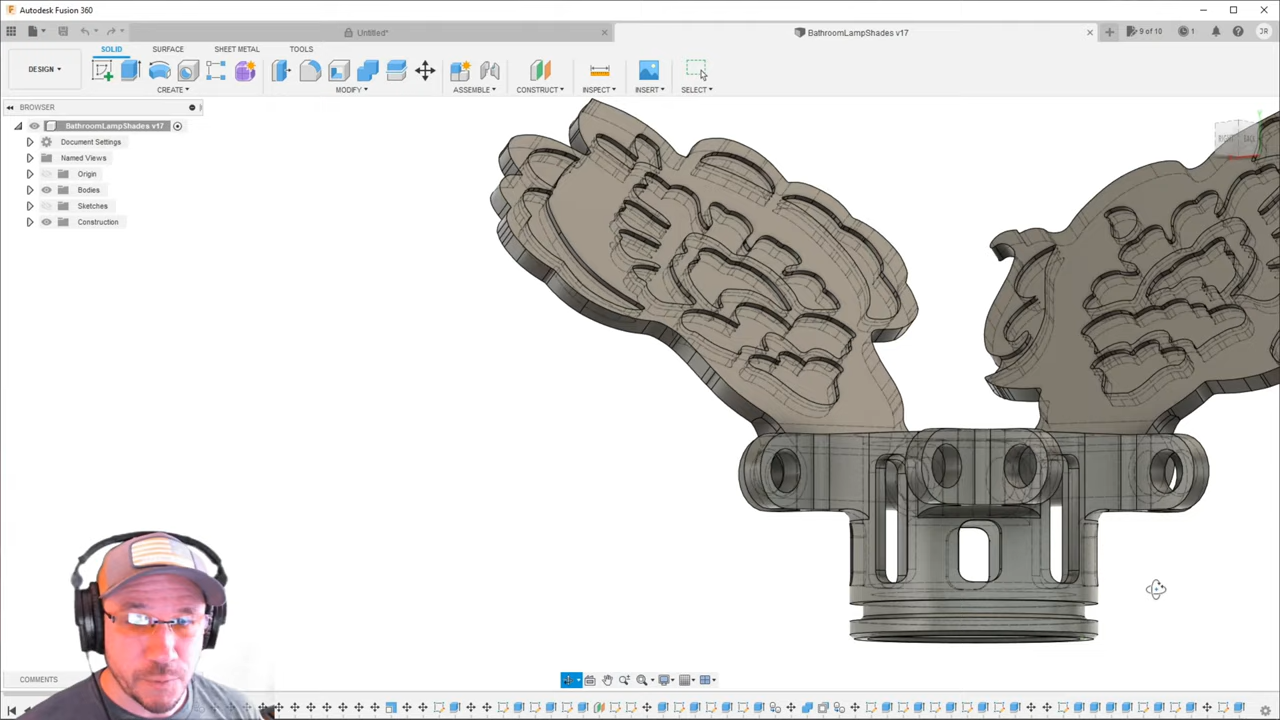 Autodesk Fusion 360
Untitled*
BathroomLampShades v17
9 of 10
1
JR
DESIGN
SOLID
SURFACE
SHEET METAL
TOOLS
CREATE
MODIFY
ASSEMBLE
CONSTRUCT
INSPECT
INSERT
SELECT
BROWSER
BathroomLampShades v17
Document Settings
Named Views
Origin
Bodies
Sketches
Construction
COMMENTS